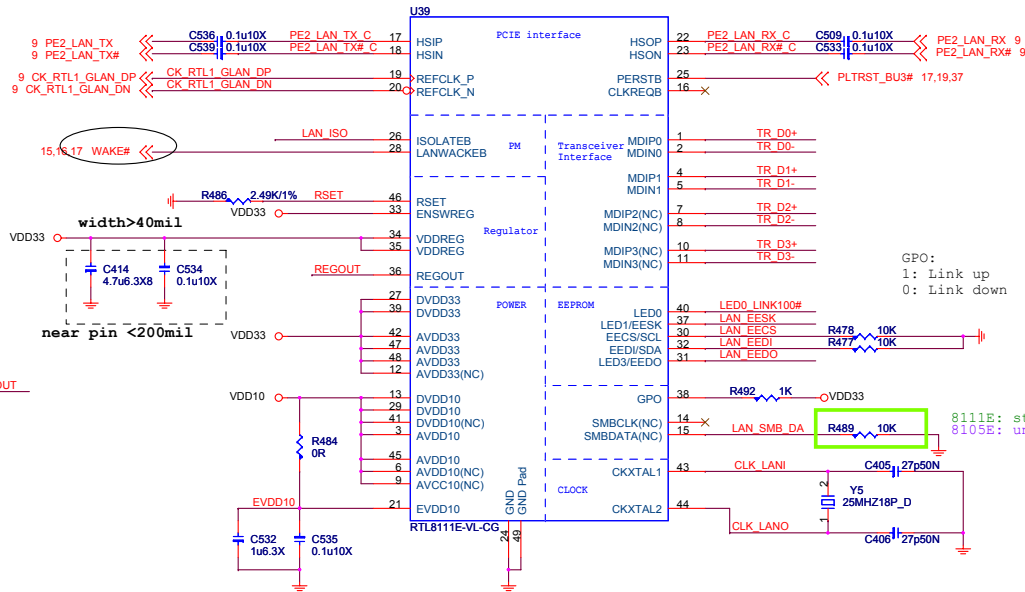 U39
PCIE interface
9 PE2_LAN_TX
C536 0.1u10X PE2_LAN_TX_C 17 HSIP
9 PE2_LAN_TX#
C539 0.1u10X PE2_LAN_TX#_C 18 HSIN
HSOP 22 PE2_LAN_RX_C C509 0.1u10X PE2_LAN_RX 9
HSON 23 PE2_LAN_RX#_C C533 0.1u10X PE2_LAN_RX# 9
9 CK_RTL1_GLAN_DP CK_RTL1_GLAN_DP 19 REFCLK_P
9 CK_RTL1_GLAN_DN CK_RTL1_GLAN_DN 20 REFCLK_N
PERSTB 25 PLTRST_BU3# 17,19,37
CLKREQB 16
LAN_ISO 26 ISOLATEB
15,16,17 WAKE# 28 LANWACKEB
PM
Transceiver
Interface
MDIP0 1 TR_D0+
MDIN0 2 TR_D0-
MDIP1 4 TR_D1+
MDIN1 5 TR_D1-
MDIP2(NC) 7 TR_D2+
MDIN2(NC) 8 TR_D2-
MDIP3(NC) 10 TR_D3+
MDIN3(NC) 11 TR_D3-
R486 2.49K/1% RSET 46 RSET
VDD33 33 ENSWREG
Regulator
width>40mil
VDD33 34 VDDREG
35 VDDREG
C414
4.7u6.3X8
C534
0.1u10X
near pin <200mil
REGOUT 36 REGOUT
GPO:
1: Link up
0: Link down
POWER
EEPROM
27 DVDD33
39 DVDD33
VDD33 42 AVDD33
47 AVDD33
48 AVDD33
12 AVDD33(NC)
LED0 40 LED0_LINK100#
LED1/EESK 37 LAN_EESK
EECS/SCL 30 LAN_EECS R478 10K
EEDI/SDA 32 LAN_EEDI R477 10K
LED3/EEDO 31 LAN_EEDO
OUT
VDD10 13 DVDD10
29 DVDD10
41 DVDD10(NC)
3 AVDD10
45 AVDD10
6 AVDD10(NC)
9 AVCC10(NC)
R484
0R
EVDD10 21 EVDD10
C532
1u6.3X
C535
0.1u10X
GPO 38 R492 1K VDD33
SMBCLK(NC) 14
SMBDATA(NC) 15 LAN_SMB_DA R489 10K
8111E: st
8105E: un
CLOCK
CKXTAL1 43 CLK_LANI C405 27p50N
Y5
25MHZ18P_D
2
1
CKXTAL2 44 CLK_LANO C406 27p50N
GND
GND Pad
RTL8111E-VL-CG
24
49